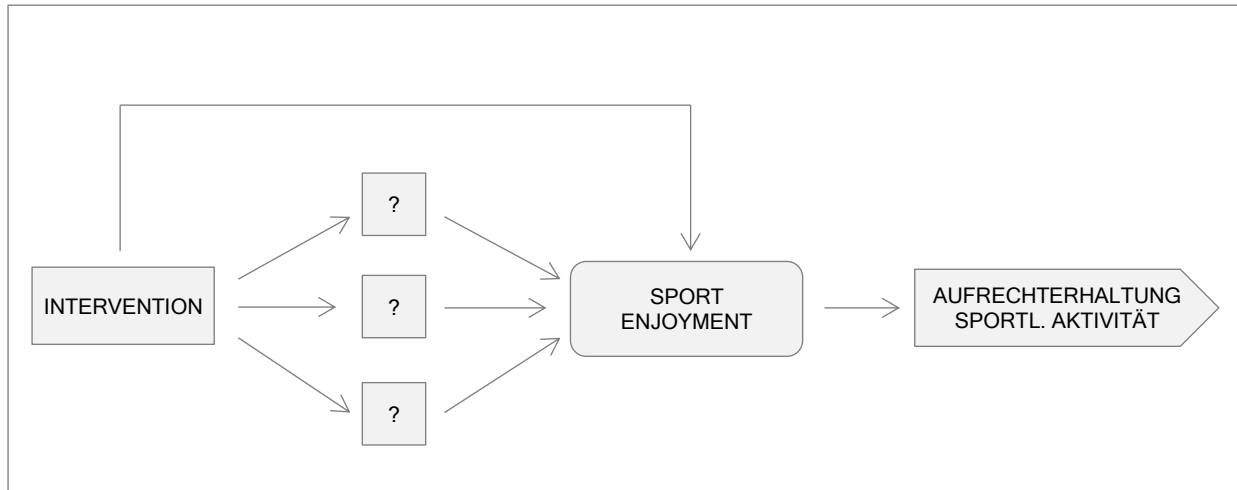 ?
INTERVENTION
?
SPORT
ENJOYMENT
AUFRECHTERHALTUNG
SPORTL. AKTIVITÄT
?